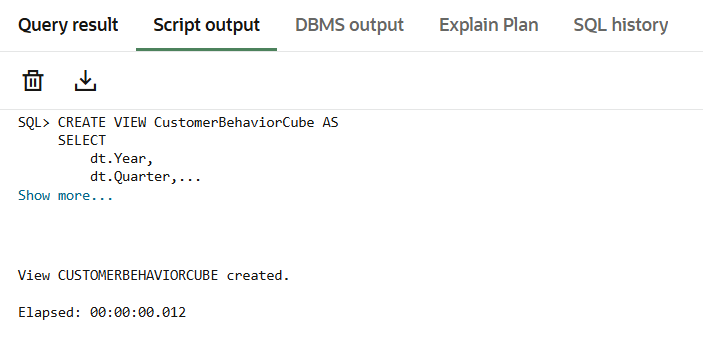 Query result Script output DBMS output Explain Plan SQL history
SQL> CREATE VIEW CustomerBehaviorCube AS
SELECT
dt.Year,
dt.Quarter,...
Show more...
View CUSTOMERBEHAVIORCUBE created.
Elapsed: 00:00:00.012